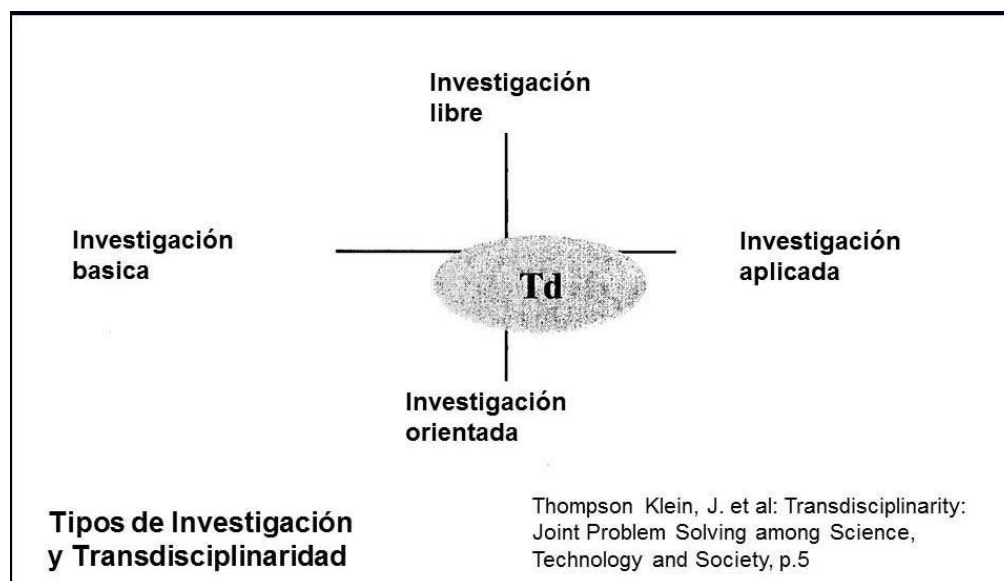 Investigación
libre
Investigación
basica
Td
Investigación
aplicada
Investigación
orientada
Tipos de Investigación
y Transdisciplinaridad
Thompson Klein, J. et al: Transdisciplinarity:
Joint Problem Solving among Science,
Technology and Society, p.5